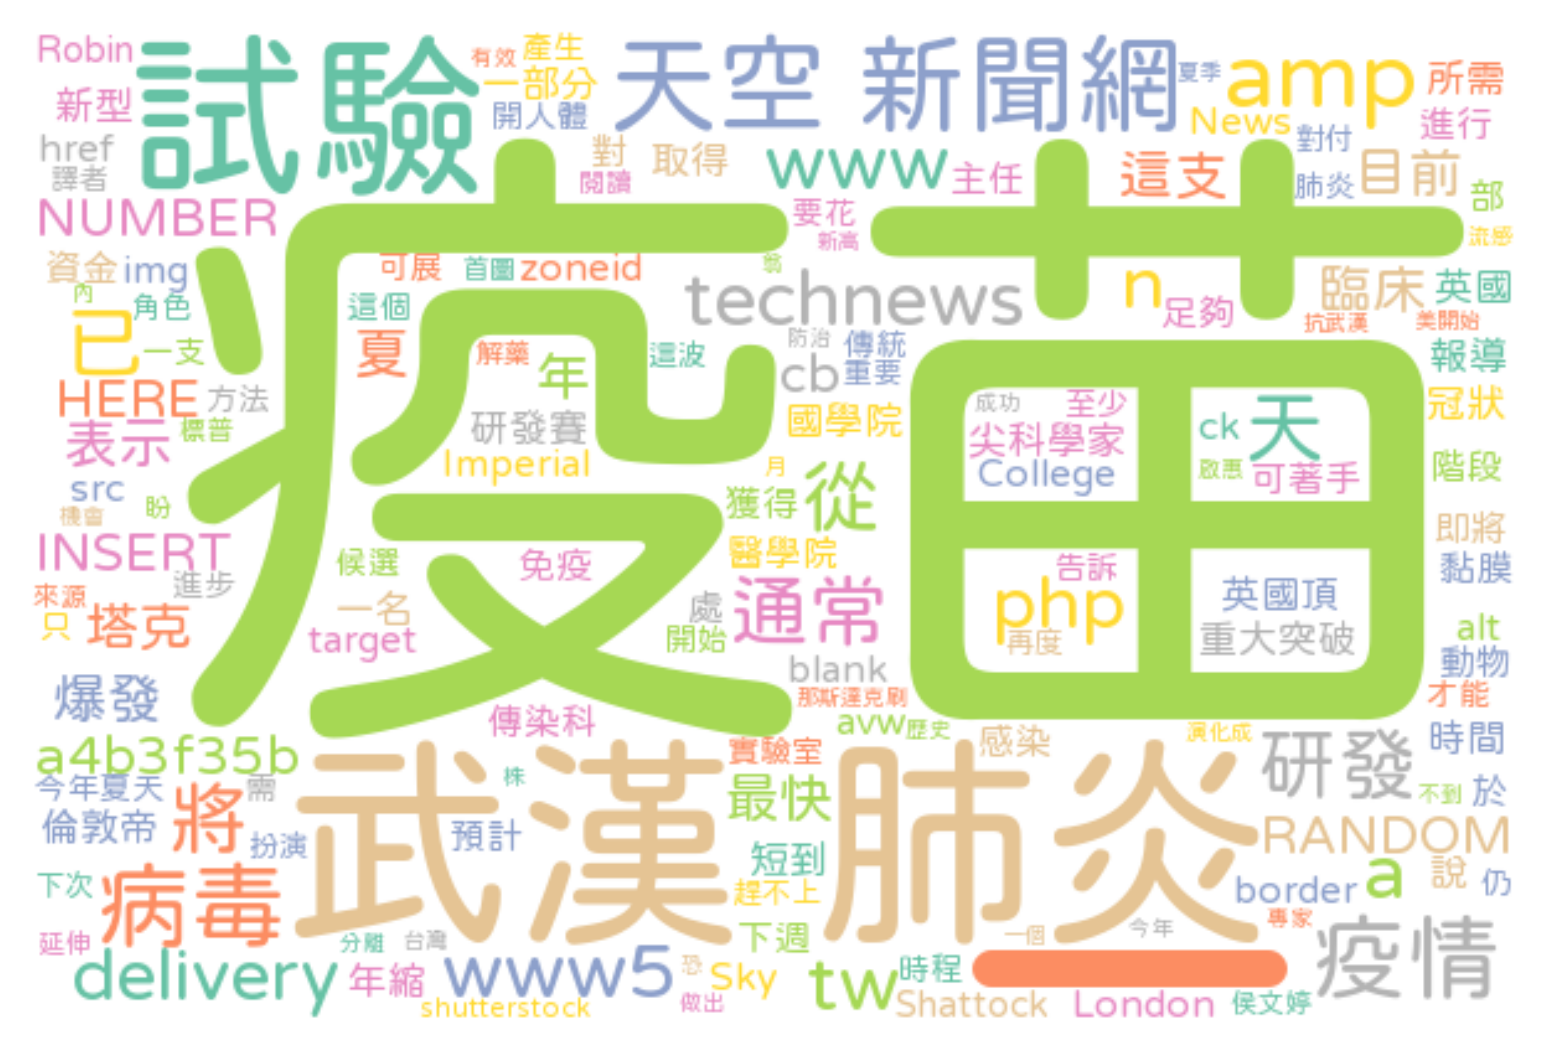 Robin
試驗
有效
產生
一部分
天空
新聞網
夏季
amp
所需
新型
開人體
News
對付
進行
href
譯者
對
閱讀
取得
www
主任
這支
肺炎
目前
部
NUMBER
疫苗
要花
新高
流感
資金
img
可展
首圖
zoneid
翁
technews
n
足夠
臨床
英國
內
角色
這個
抗武漢
美開始
已
一支
夏
解藥
年
這波
防治
傳統
cb
重要
報導
HERE
方法
標普
研發賽
國學院
成功
至少
ck
天
冠狀
表示
Imperial
尖科學家
College
啟惠
可著手
階段
src
機會
盼
月
獲得
從
即將
INSERT
進步
候選
免疫
醫學院
告訴
黏膜
來源
只
塔克
一名
target
處
開始
通常
php
再度
英國頂
重大突破
alt
動物
blank
那斯達克刷
才能
爆發
傳染科
avw
歷史
感染
演化成
時間
a4b3f35b
武漢肺炎
實驗室
研發
今年夏天
需
株
最快
不到
於
倫敦帝
將
扮演
預計
短到
RANDOM
下次
病毒
趕不上
border
a
說
仍
延伸
分離
台灣
下週
一個
今年
專家
疫情
delivery
年縮
www5
恐
Sky
tw
時程
shutterstock
做出
Shattock
London
侯文婷